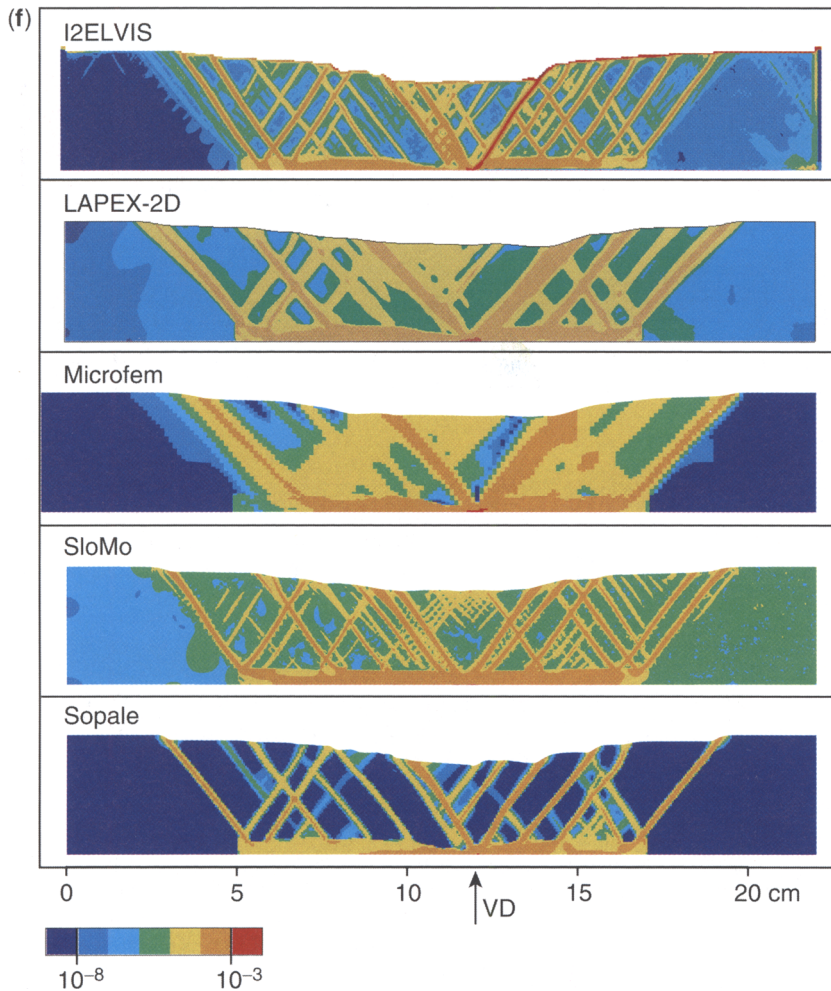 (f)
I2ELVIS
LAPEX-2D
Microfem
SloMo
Sopale
0 5 10 15 20 cm
VD
10⁻⁸ 10⁻³